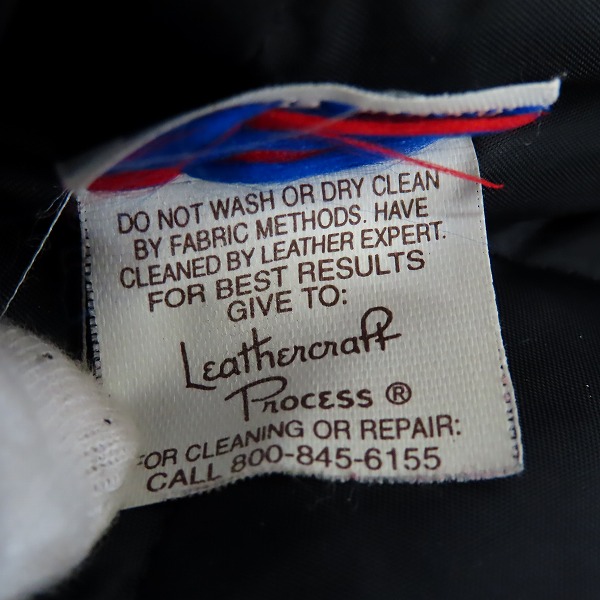 DO NOT WASH OR DRY CLEAN
BY FABRIC METHODS. HAVE
CLEANED BY LEATHER EXPERT.
FOR BEST RESULTS
GIVE TO:
Leathercraft
Process ®
FOR CLEANING OR REPAIR:
CALL 800-845-6155